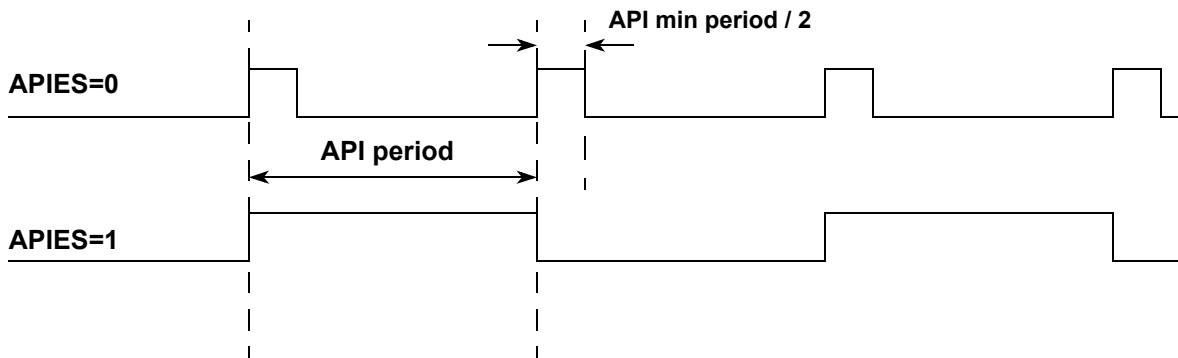 API min period / 2
APIES=0
API period
APIES=1